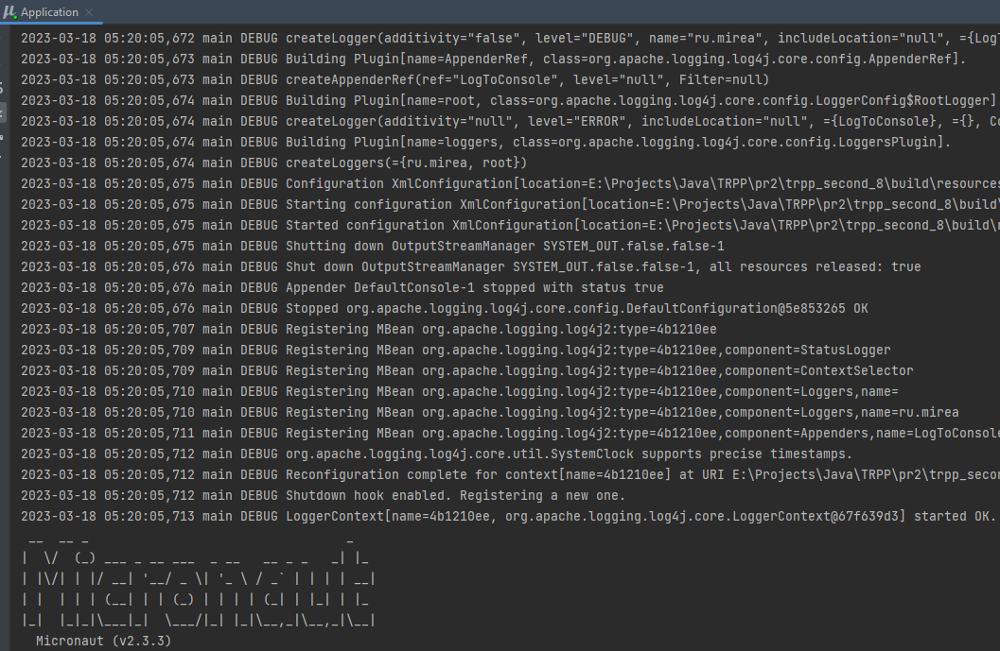 Application
2023-03-18 05:20:05,672 main DEBUG createLogger(additivity="false", level="DEBUG", name="ru.mirea", includeLocation="null", ={LogT
2023-03-18 05:20:05,673 main DEBUG Building Plugin[name=AppenderRef, class=org.apache.logging.log4j.core.config.AppenderRef].
2023-03-18 05:20:05,673 main DEBUG createAppenderRef(ref="LogToConsole", level="null", Filter=null)
2023-03-18 05:20:05,674 main DEBUG Building Plugin[name=root, class=org.apache.logging.log4j.core.config.LoggerConfig$RootLogger]
2023-03-18 05:20:05,674 main DEBUG createLogger(additivity="null", level="ERROR", includeLocation="null", ={LogToConsole}, ={}, Co
2023-03-18 05:20:05,674 main DEBUG Building Plugin[name=loggers, class=org.apache.logging.log4j.core.config.LoggersPlugin].
2023-03-18 05:20:05,674 main DEBUG createLoggers(={ru.mirea, root})
2023-03-18 05:20:05,675 main DEBUG Configuration XmlConfiguration[location=E:\Projects\Java\TRPP\pr2\trpp_second_8\build\resources
2023-03-18 05:20:05,675 main DEBUG Starting configuration XmlConfiguration[location=E:\Projects\Java\TRPP\pr2\trpp_second_8\build\
2023-03-18 05:20:05,675 main DEBUG Started configuration XmlConfiguration[location=E:\Projects\Java\TRPP\pr2\trpp_second_8\build\r
2023-03-18 05:20:05,675 main DEBUG Shutting down OutputStreamManager SYSTEM_OUT.false.false-1
2023-03-18 05:20:05,676 main DEBUG Shut down OutputStreamManager SYSTEM_OUT.false.false-1, all resources released: true
2023-03-18 05:20:05,676 main DEBUG Appender DefaultConsole-1 stopped with status true
2023-03-18 05:20:05,676 main DEBUG Stopped org.apache.logging.log4j.core.config.DefaultConfiguration@5e853265 OK
2023-03-18 05:20:05,707 main DEBUG Registering MBean org.apache.logging.log4j2:type=4b1210ee
2023-03-18 05:20:05,709 main DEBUG Registering MBean org.apache.logging.log4j2:type=4b1210ee,component=StatusLogger
2023-03-18 05:20:05,709 main DEBUG Registering MBean org.apache.logging.log4j2:type=4b1210ee,component=ContextSelector
2023-03-18 05:20:05,710 main DEBUG Registering MBean org.apache.logging.log4j2:type=4b1210ee,component=Loggers,name=
2023-03-18 05:20:05,710 main DEBUG Registering MBean org.apache.logging.log4j2:type=4b1210ee,component=Loggers,name=ru.mirea
2023-03-18 05:20:05,711 main DEBUG Registering MBean org.apache.logging.log4j2:type=4b1210ee,component=Appenders,name=LogToConsole
2023-03-18 05:20:05,712 main DEBUG org.apache.logging.log4j.core.util.SystemClock supports precise timestamps.
2023-03-18 05:20:05,712 main DEBUG Reconfiguration complete for context[name=4b1210ee] at URI E:\Projects\Java\TRPP\pr2\trpp_secon
2023-03-18 05:20:05,712 main DEBUG Shutdown hook enabled. Registering a new one.
2023-03-18 05:20:05,713 main DEBUG LoggerContext[name=4b1210ee, org.apache.logging.log4j.core.LoggerContext@67f639d3] started OK.
Micronaut
Micronaut (v2.3.3)